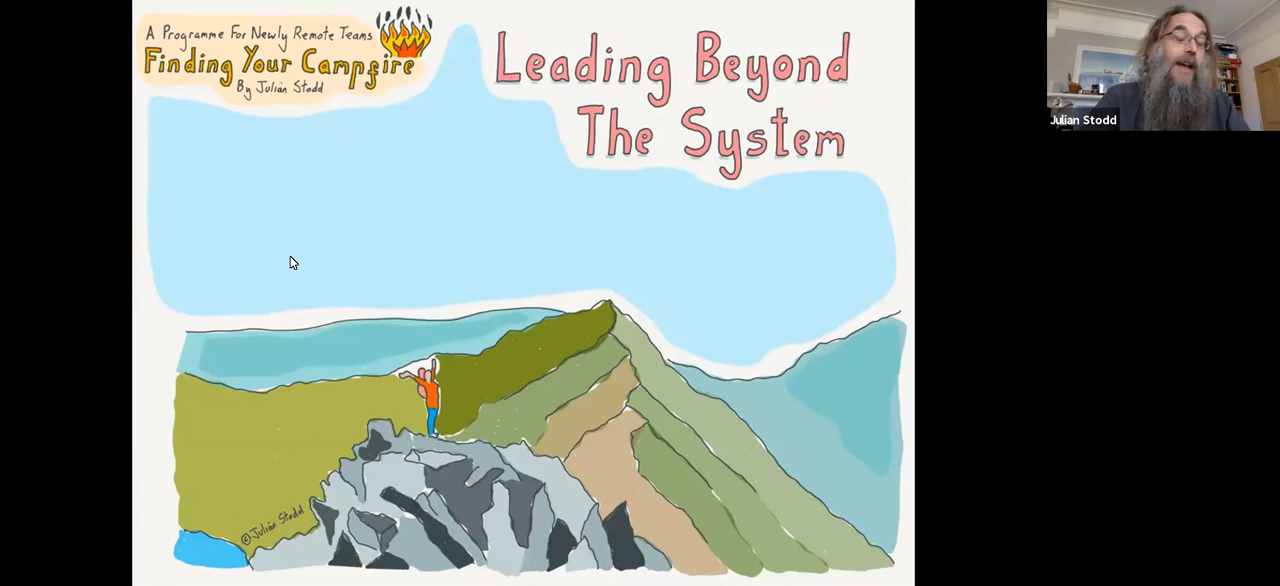 A Programme For Newly Remote Teams
Finding Your Campfire
By Julian Stodd
Leading Beyond
The System
Julian Stodd
© Julian Stodd